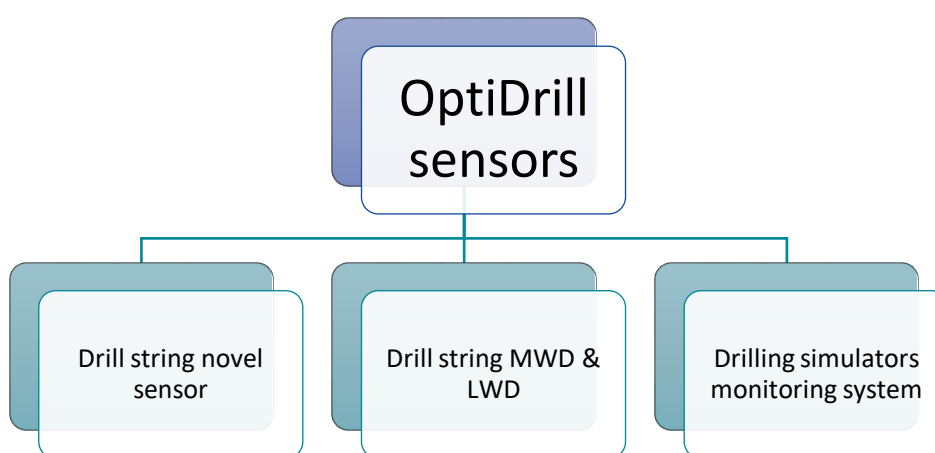 OptiDrill
sensors
Drill string novel
sensor
Drill string MWD &
LWD
Drilling simulators
monitoring system